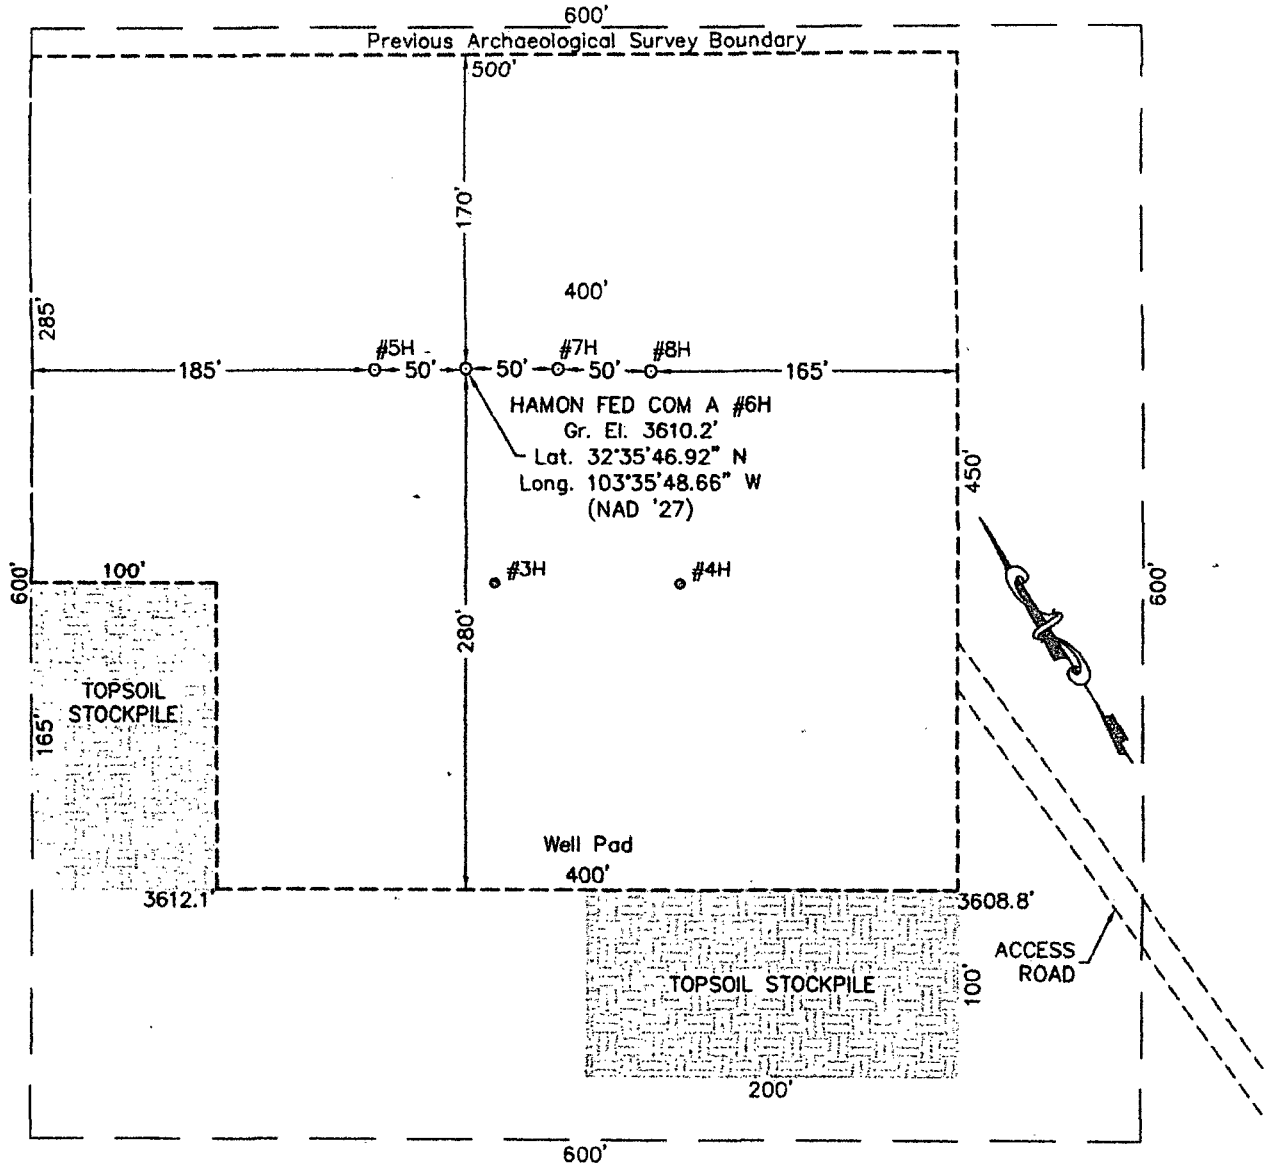 600'
Previous Archaeological Survey Boundary
500'
170'
400'
285'
#5H
#7H
#8H
185'
50'
50'
50'
165'
HAMON FED COM A #6H
Gr. El. 3610.2'
Lat. 32°35'46.92" N
Long. 103°35'48.66" W
(NAD '27)
450'
100'
#3H
#4H
600'
600'
280'
TOPSOIL
STOCKPILE
165'
Well Pad
400'
3612.1'
3608.8'
ACCESS
ROAD
TOPSOIL STOCKPILE
100'
200'
600'